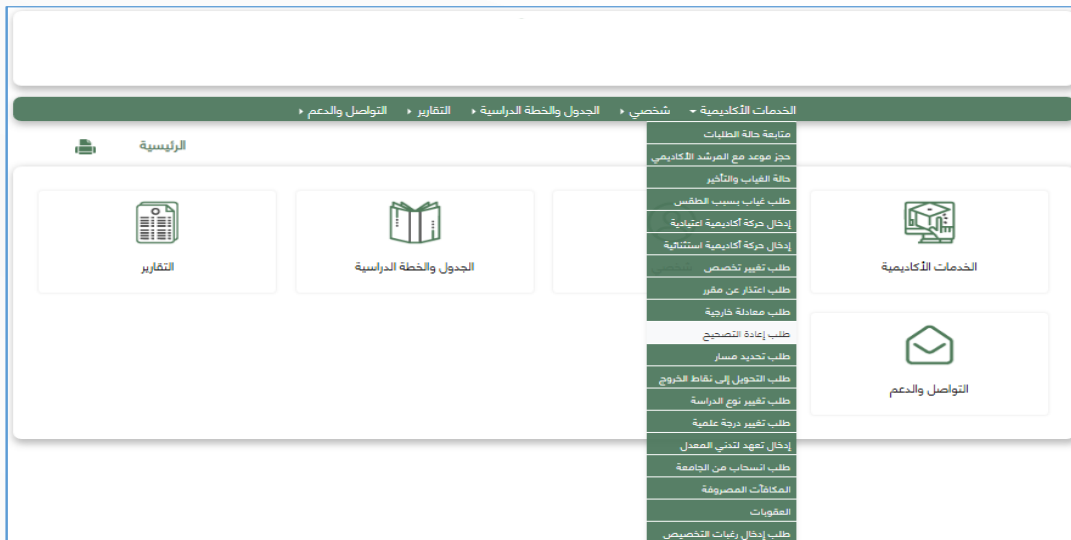 الخدمات الأكاديمية
شخصي
الجدول والخطة الدراسية
التقارير
التواصل والدعم
الرئيسية
متابعة حالة الطلبات
حجز موعد مع المرشد الأكاديمي
حالة الغياب والتأخير
طلب غياب بسبب الطقس
إدخال حركة أكاديمية اعتيادية
إدخال حركة أكاديمية استثنائية
طلب تغيير تخصص
طلب اعتذار عن مقرر
طلب معادلة خارجية
طلب إعادة التصحيح
طلب تحديد مسار
طلب التحويل إلى نقاط الخروج
طلب تغيير نوع الدراسة
طلب تغيير درجة علمية
إدخال تعهد لتدني المعدل
طلب انسحاب من الجامعة
المكافآت المصروفة
العقوبات
طلب إدخال رغبات التخصيص
الخدمات الأكاديمية
شخصي
الجدول والخطة الدراسية
التقارير
التواصل والدعم